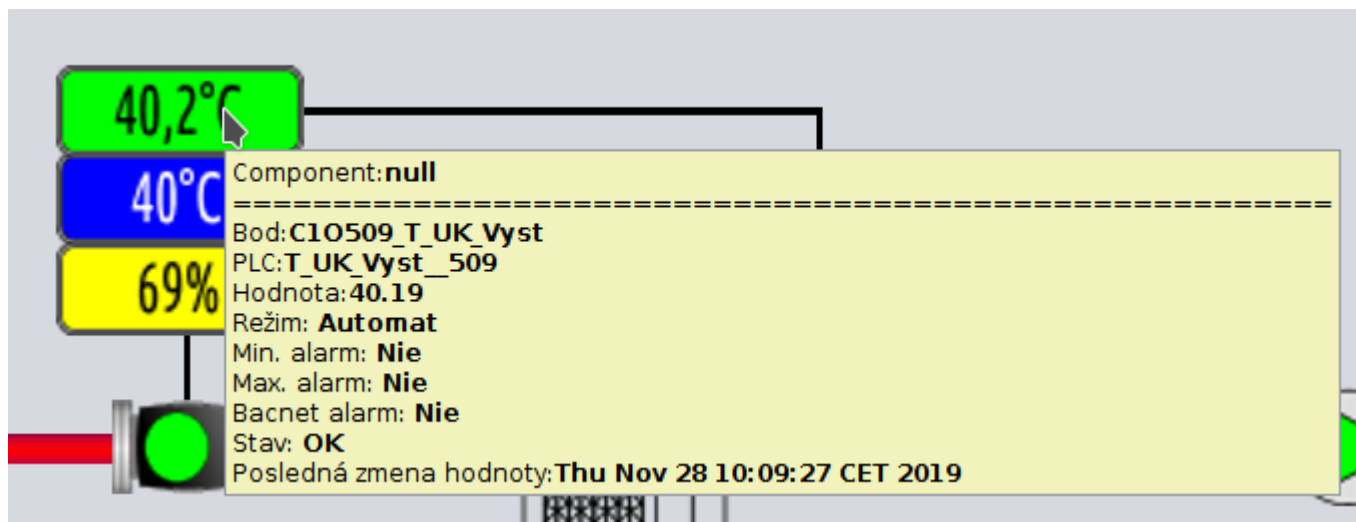 40,2°C
40°C
69%
Component:null
=======================================================
Bod:C1O509_T_UK_Vyst
PLC:T_UK_Vyst__509
Hodnota:40.19
Režim: Automat
Min. alarm: Nie
Max. alarm: Nie
Bacnet alarm: Nie
Stav: OK
Posledná zmena hodnoty:Thu Nov 28 10:09:27 CET 2019